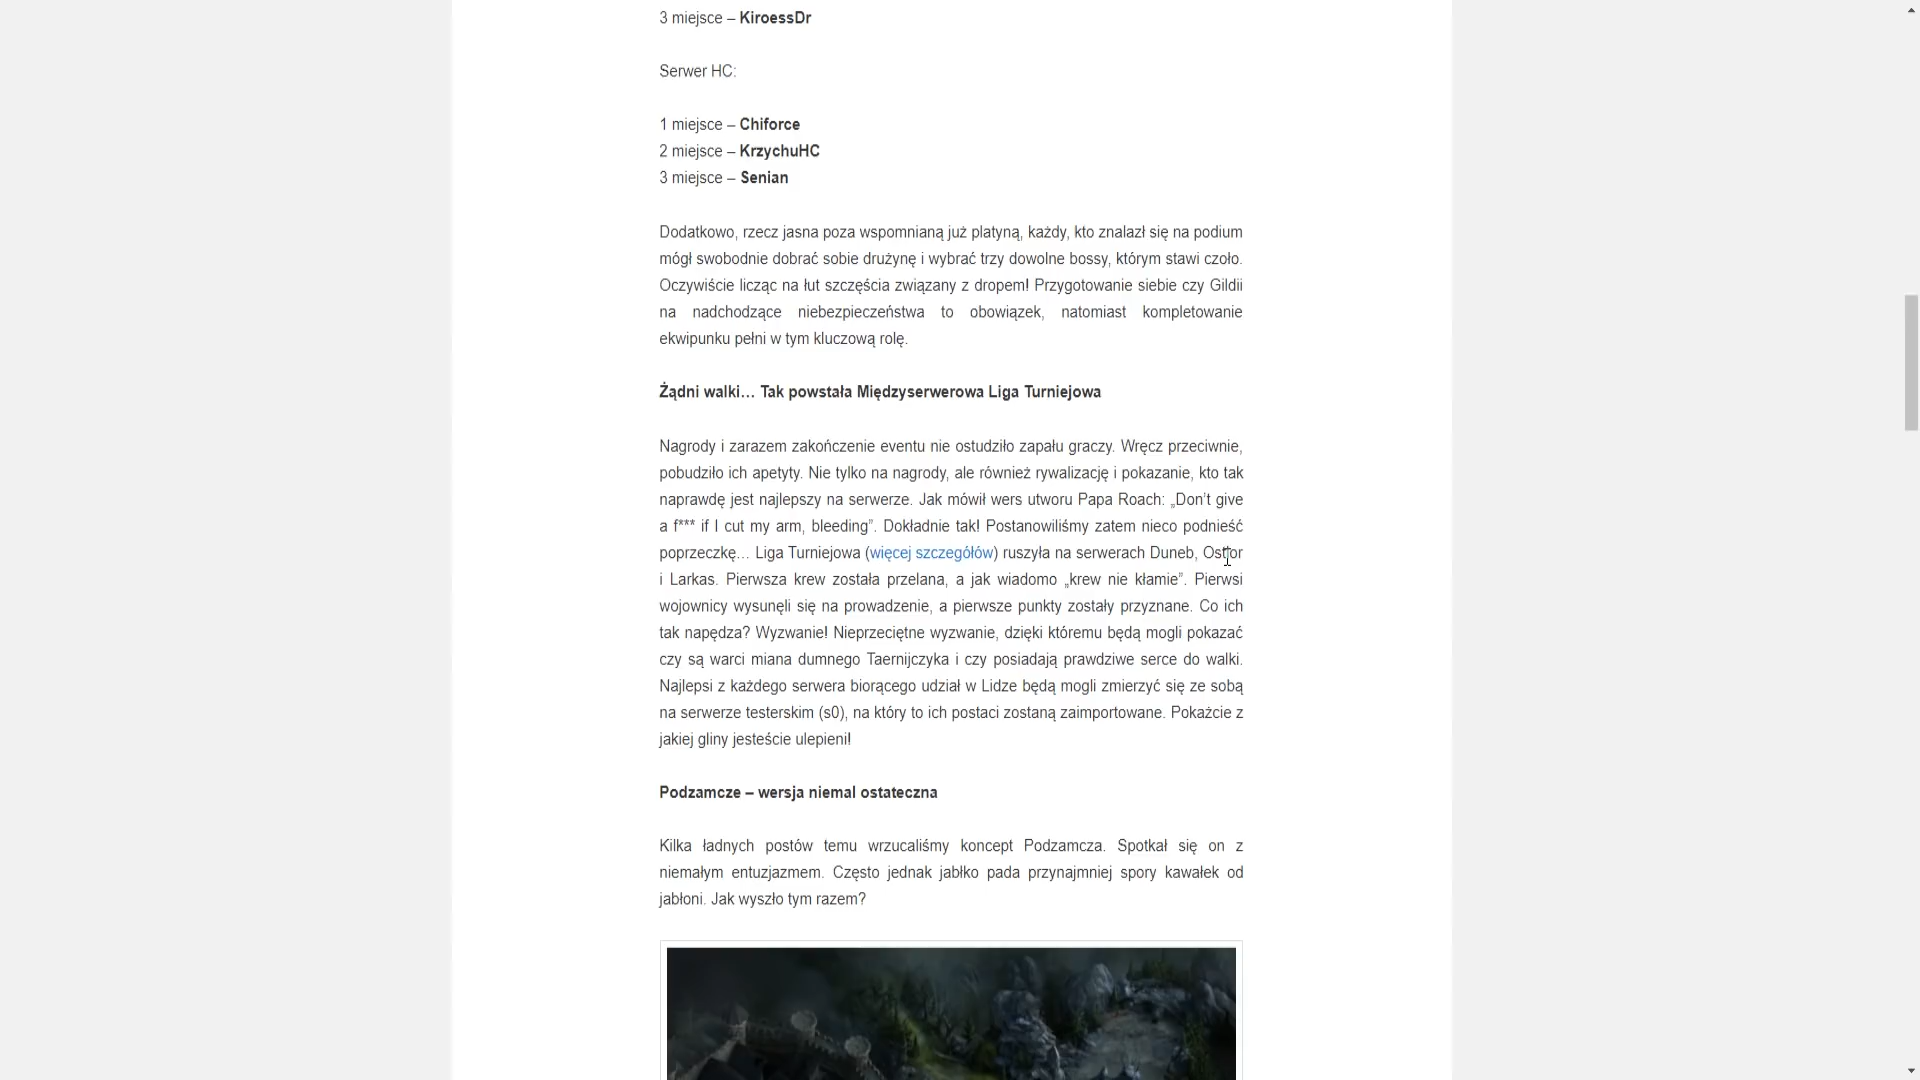 3 miejsce – KiroessDr
Serwer HC:
1 miejsce – Chiforce
2 miejsce – KrzychuHC
3 miejsce – Senian
Dodatkowo, rzecz jasna poza wspomnianą już platyną, każdy, kto znalazł się na podium
mógł swobodnie dobrać sobie drużynę i wybrać trzy dowolne bossy, którym stawi czoło.
Oczywiście licząc na łut szczęścia związany z dropem! Przygotowanie siebie czy Gildii
na nadchodzące niebezpieczeństwa to obowiązek, natomiast kompletowanie
ekwipunku pełni w tym kluczową rolę.
Żądni walki… Tak powstała Międzyserwerowa Liga Turniejowa
Nagrody i zarazem zakończenie eventu nie ostudziło zapału graczy. Wręcz przeciwnie,
pobudziło ich apetyty. Nie tylko na nagrody, ale również rywalizację i pokazanie, kto tak
naprawdę jest najlepszy na serwerze. Jak mówił wers utworu Papa Roach: „Don’t give
a f*** if I cut my arm, bleeding”. Dokładnie tak! Postanowiliśmy zatem nieco podnieść
poprzeczkę… Liga Turniejowa (więcej szczegółów) ruszyła na serwerach Duneb,
i Larkas. Pierwsza krew została przelana, a jak wiadomo „krew nie kłamie”. Pierwsi
wojownicy wysunęli się na prowadzenie, a pierwsze punkty zostały przyznane. Co ich
tak napędza? Wyzwanie! Nieprzeciętne wyzwanie, dzięki któremu będą mogli pokazać
czy są warci miana dumnego Taernijczyka i czy posiadają prawdziwe serce do walki.
Najlepsi z każdego serwera biorącego udział w Lidze będą mogli zmierzyć się ze sobą
na serwerze testerskim (s0), na który to ich postaci zostaną zaimportowane. Pokażcie z
jakiej gliny jesteście ulepieni!
Podzamcze – wersja niemal ostateczna
Kilka ładnych postów temu wrzucaliśmy koncept Podzamcza. Spotkał się on z
niemałym entuzjazmem. Często jednak jabłko pada przynajmniej spory kawałek od
jabłoni. Jak wyszło tym razem?